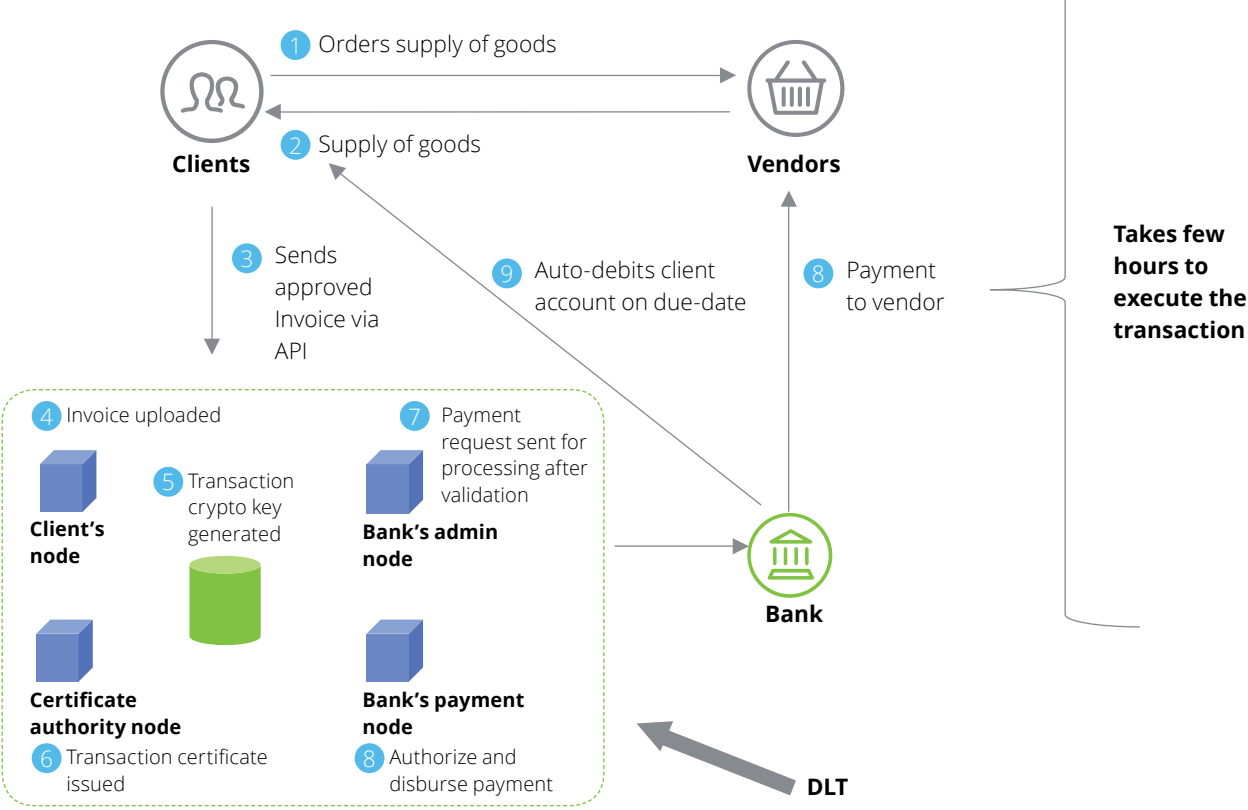 1 Orders supply of goods
2 Supply of goods
Clients
Vendors
3 Sends
approved
Invoice via
API
9 Auto-debits client
account on due-date
8 Payment
to vendor
Takes few
hours to
execute the
transaction
4 Invoice uploaded
Client's
node
5 Transaction
crypto key
generated
7 Payment
request sent for
processing after
validation
Bank's admin
node
Bank
Certificate
authority node
6 Transaction certificate
issued
Bank's payment
node
8 Authorize and
disburse payment
DLT